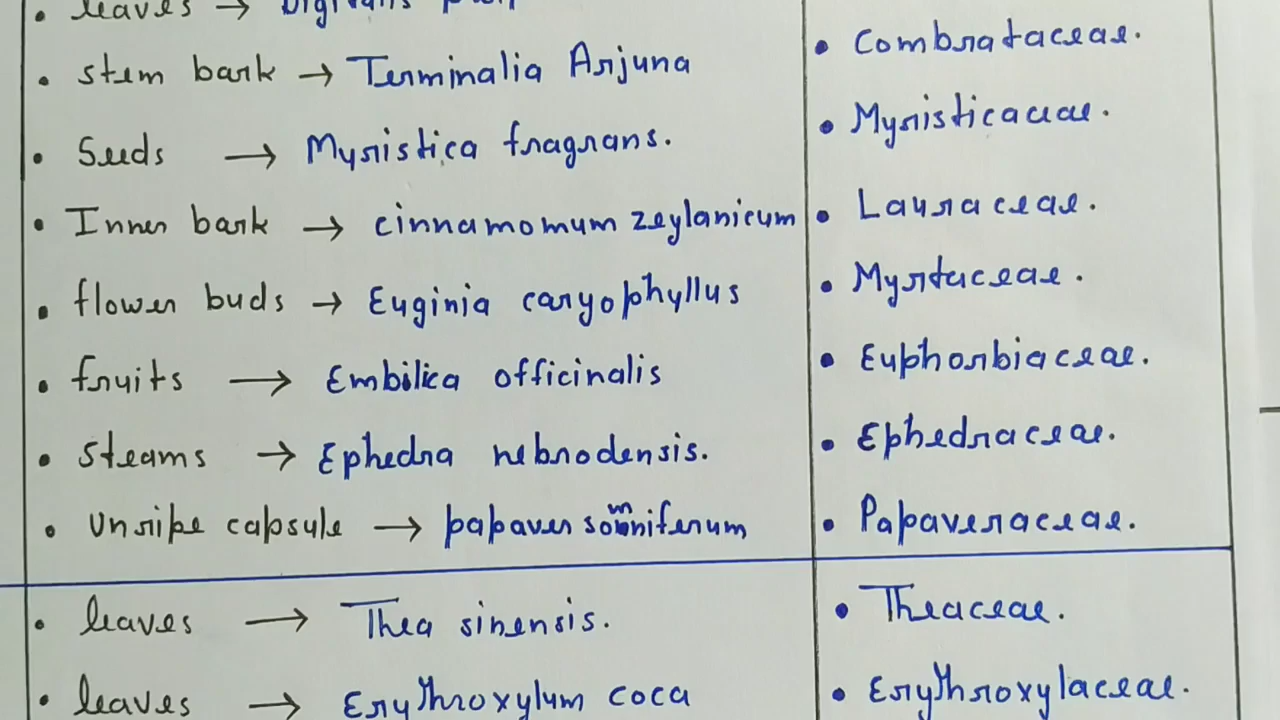 • leaves →
• stem bark → Terminalia Arjuna • Combrataceae.
• Seeds → Myristica fragrans. • Myristicaceae.
• Inner bark → cinnamomum zeylanicum • Lauraceae.
• flower buds → Euginia caryophyllus • Myrtaceae.
• fruits → Embilica officinalis • Euphorbiaceae.
• steams → Ephedra nebrodensis. • Ephedraceae.
• unripe capsule → papaver somniferum • Papaveraceae.
• leaves → Thea sinensis. • Theaceae.
• leaves → Erythroxylum coca • Erythroxylaceae.